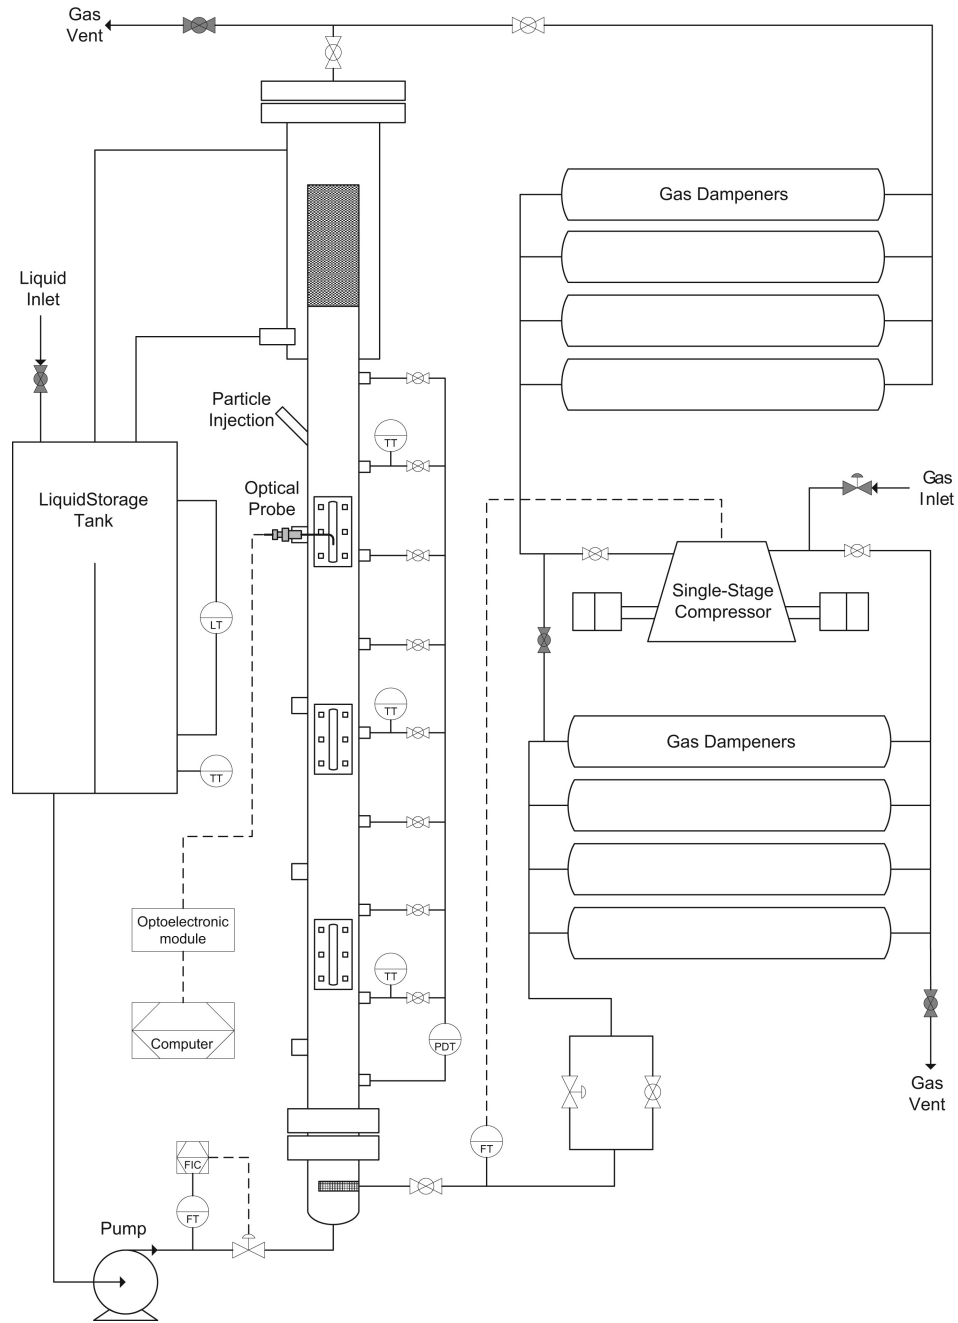 Gas
Vent
Gas Dampeners
Liquid
Inlet
Particle
Injection
TT
LiquidStorage
Tank
Optical
Probe
Gas
Inlet
Single-Stage
Compressor
LT
TT
Gas Dampeners
TT
Optoelectronic
module
TT
Computer
PDT
Gas
Vent
FT
FIC
FT
Pump